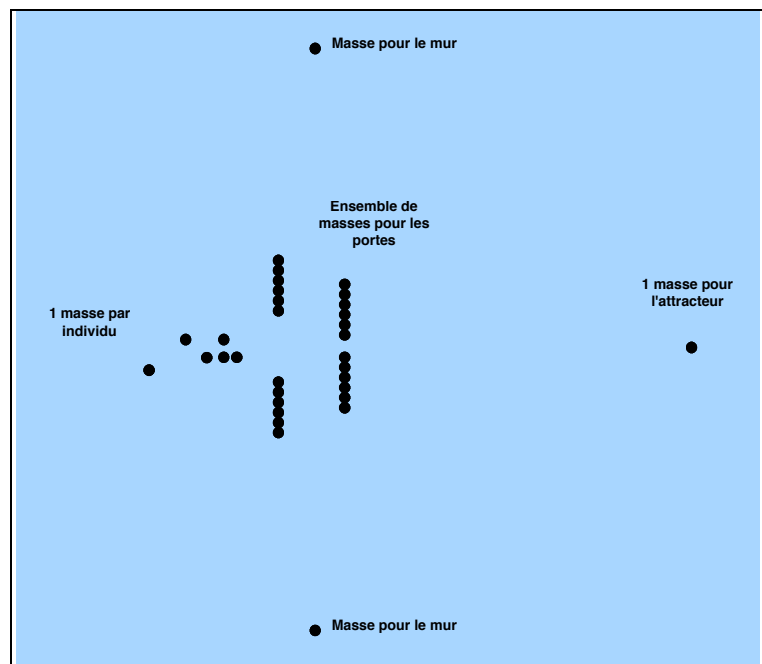 Masse pour le mur
Ensemble de
masses pour les
portes
1 masse par
individu
1 masse pour
l'attracteur
Masse pour le mur